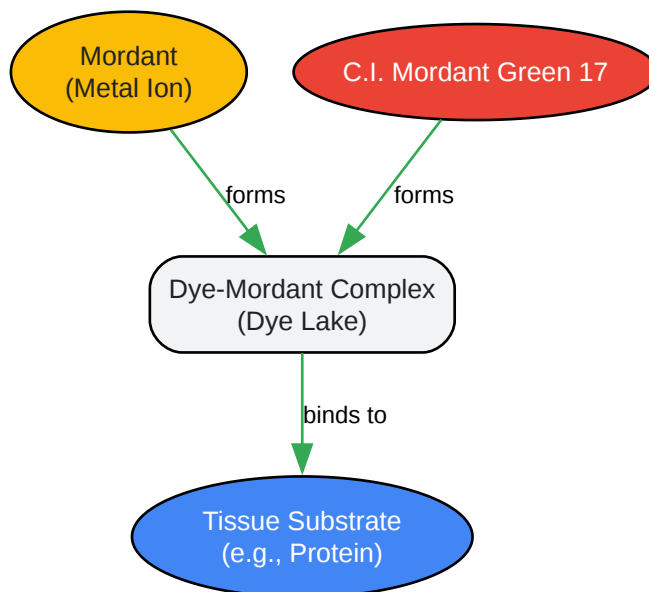 Mordant
(Metal Ion)
C.I. Mordant Green 17
forms
forms
Dye-Mordant Complex
(Dye Lake)
binds to
Tissue Substrate
(e.g., Protein)